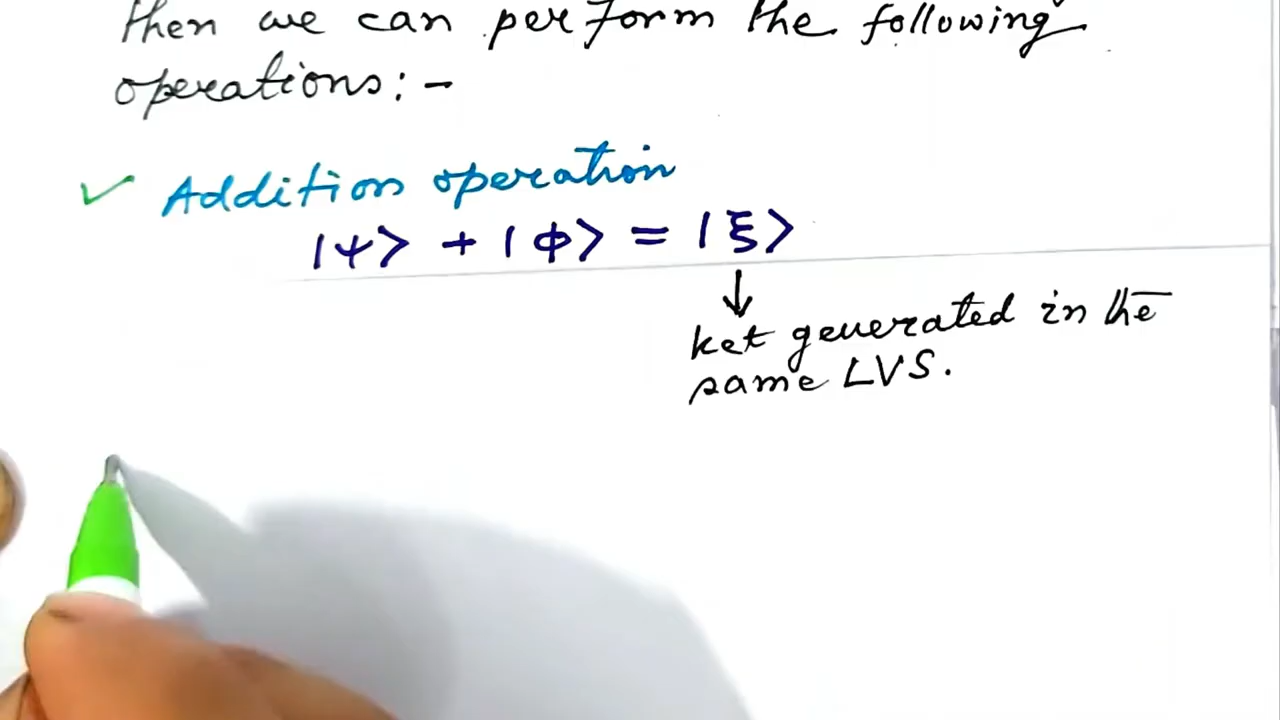 then we can perform the following
operations:-
✓ Addition operation
|ψ> + |ϕ> = |ξ>
↓
ket generated in the
same LVS.